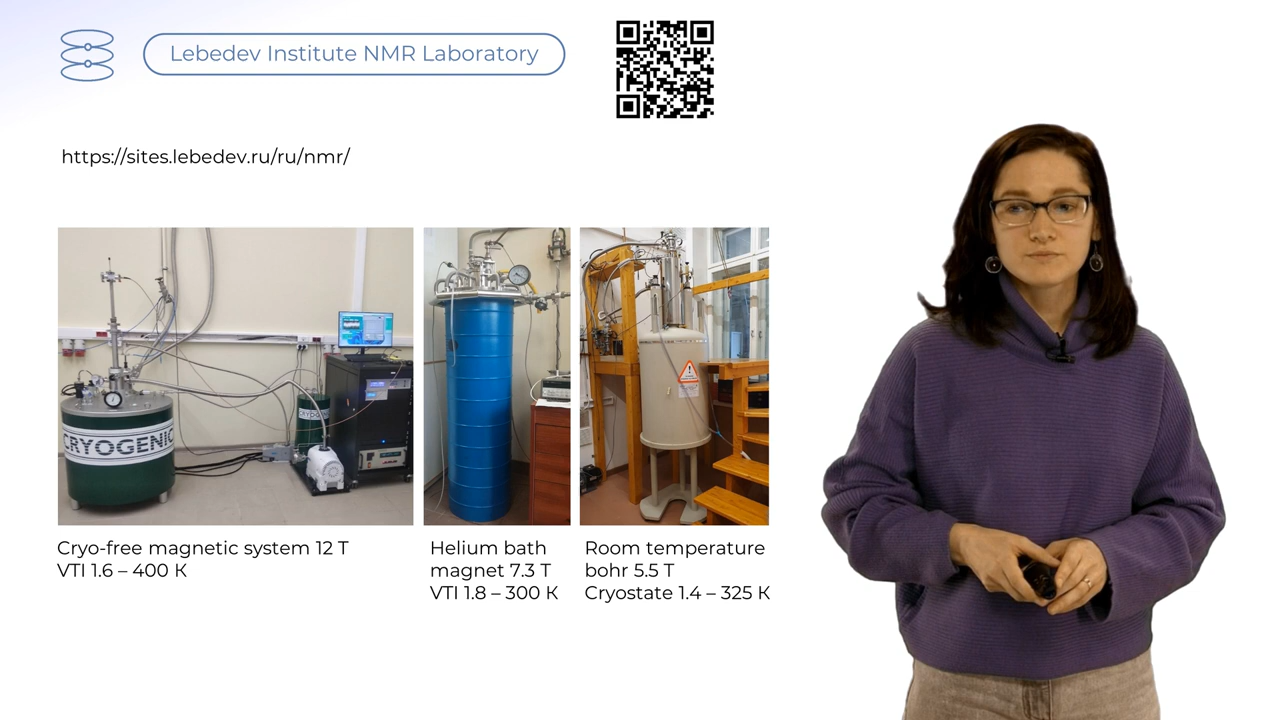 Lebedev Institute NMR Laboratory
https://sites.lebedev.ru/ru/nmr/
CRYOGENIC
CRYOGENIC
Cryo-free magnetic system 12 T
VTI 1.6 – 400 K
Helium bath
magnet 7.3 T
VTI 1.8 – 300 K
Room temperature
bohr 5.5 T
Cryostate 1.4 – 325 K